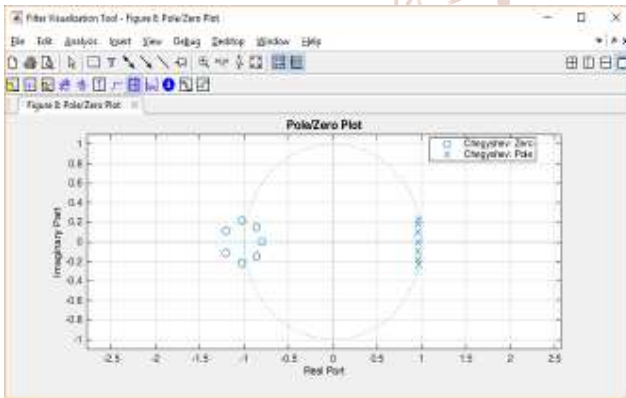 Filter Visualization Tool - Figure 8: Pole/Zero Plot
File Edit Analysis Insert View Debug Desktop Window Help
Figure 8: Pole/Zero Plot
Pole/Zero Plot
Chegyshev: Zero
Chegyshev: Pole
1
0.8
0.6
0.4
0.2
0
-0.2
-0.4
-0.6
-0.8
-1
Imaginary Part
-2.5 -2 -1.5 -1 -0.5 0 0.5 1 1.5 2 2.5
Real Part